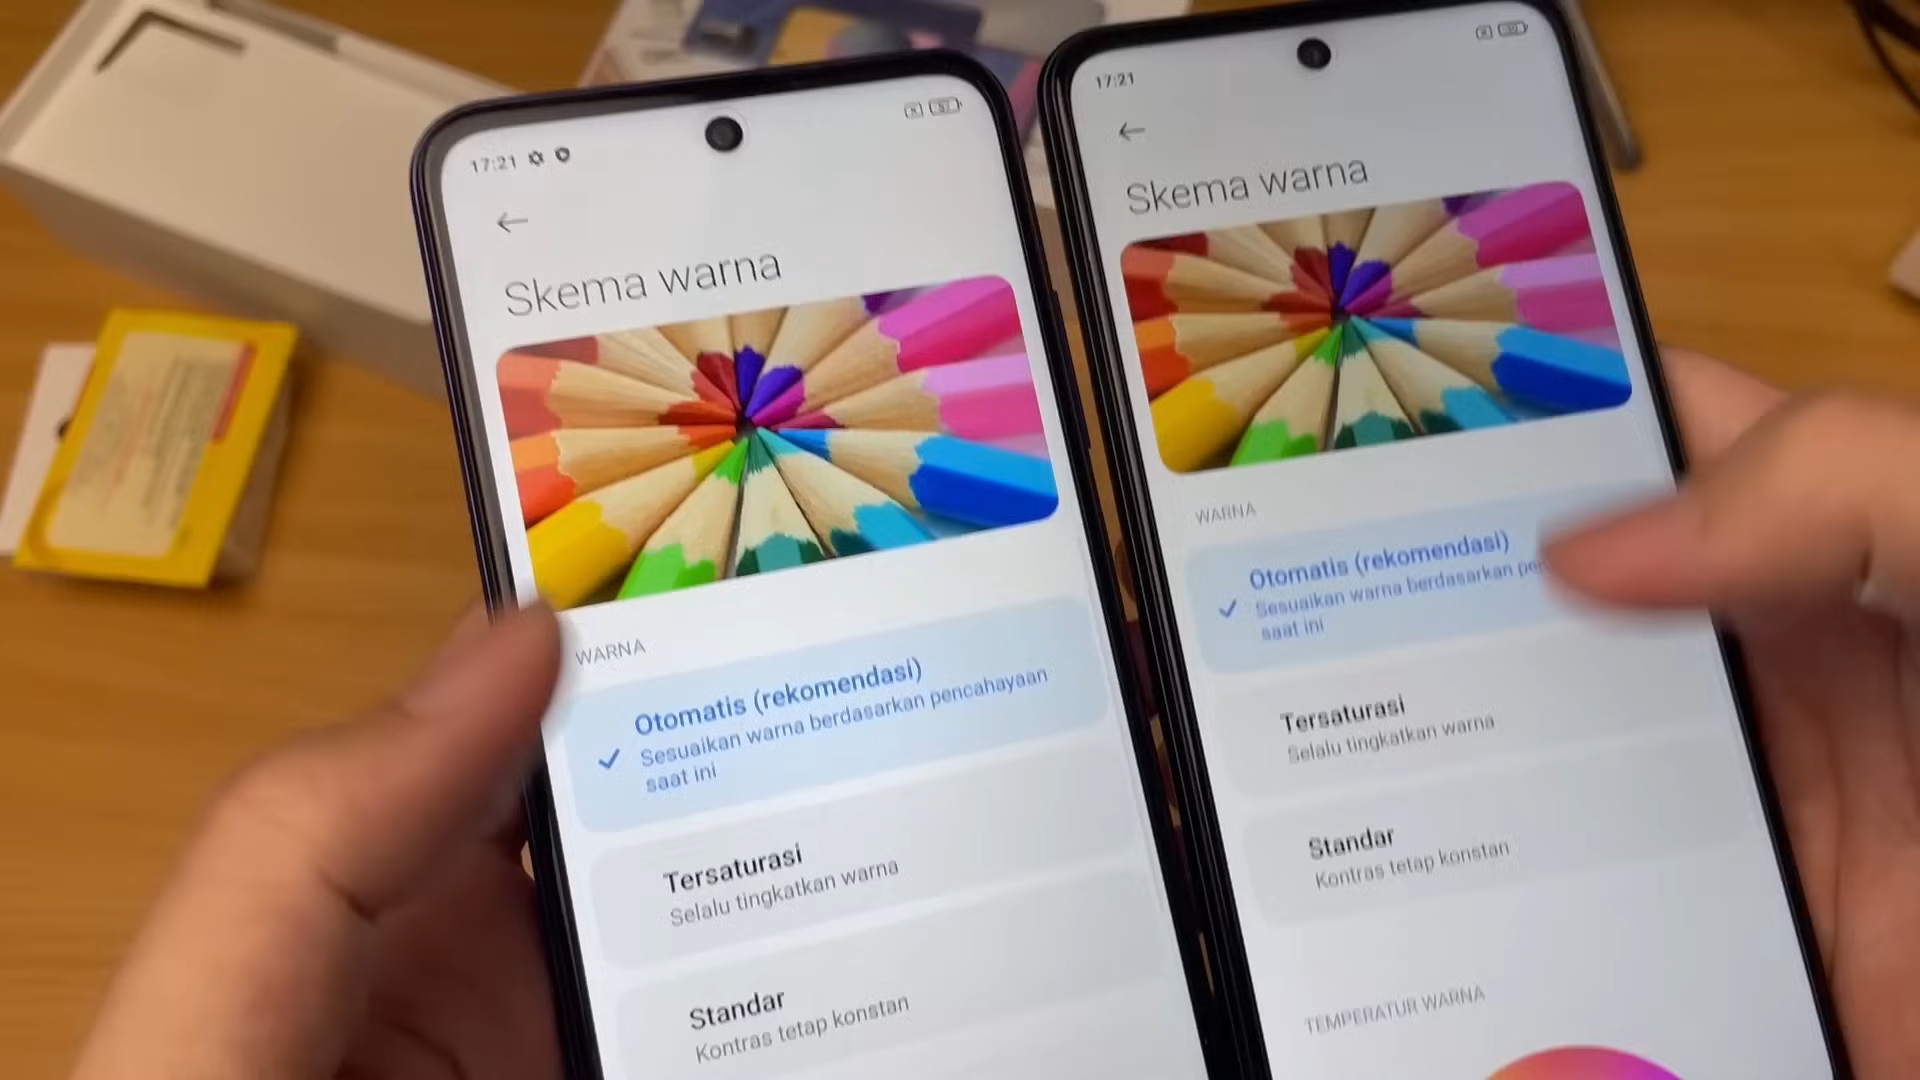 17:21
Skema warna
WARNA
Otomatis (rekomendasi)
Sesuaikan warna berdasarkan pencahayaan
saat ini
Tersaturasi
Selalu tingkatkan warna
Standar
Kontras tetap konstan
17:21
Skema warna
WARNA
Otomatis (rekomendasi)
Sesuaikan warna berdasarkan
saat ini
Tersaturasi
Selalu tingkatkan warna
Standar
Kontras tetap konstan
TEMPERATUR WARNA